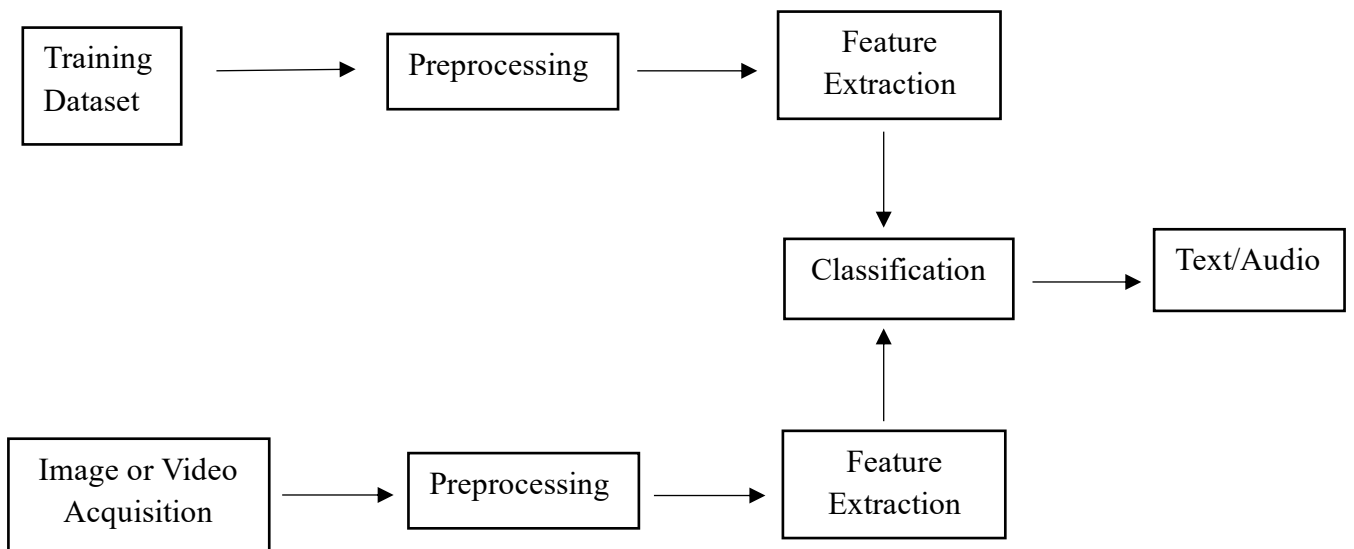 Training
Dataset
Preprocessing
Feature
Extraction
Classification
Text/Audio
Image or Video
Acquisition
Preprocessing
Feature
Extraction